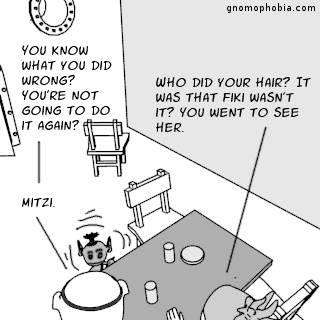 gnomophobia.com
YOU KNOW
WHAT YOU DID
WRONG?
YOU'RE NOT
GOING TO DO
IT AGAIN?
MITZI.
WHO DID YOUR HAIR? IT
WAS THAT FIKI WASN'T
IT? YOU WENT TO SEE
HER.